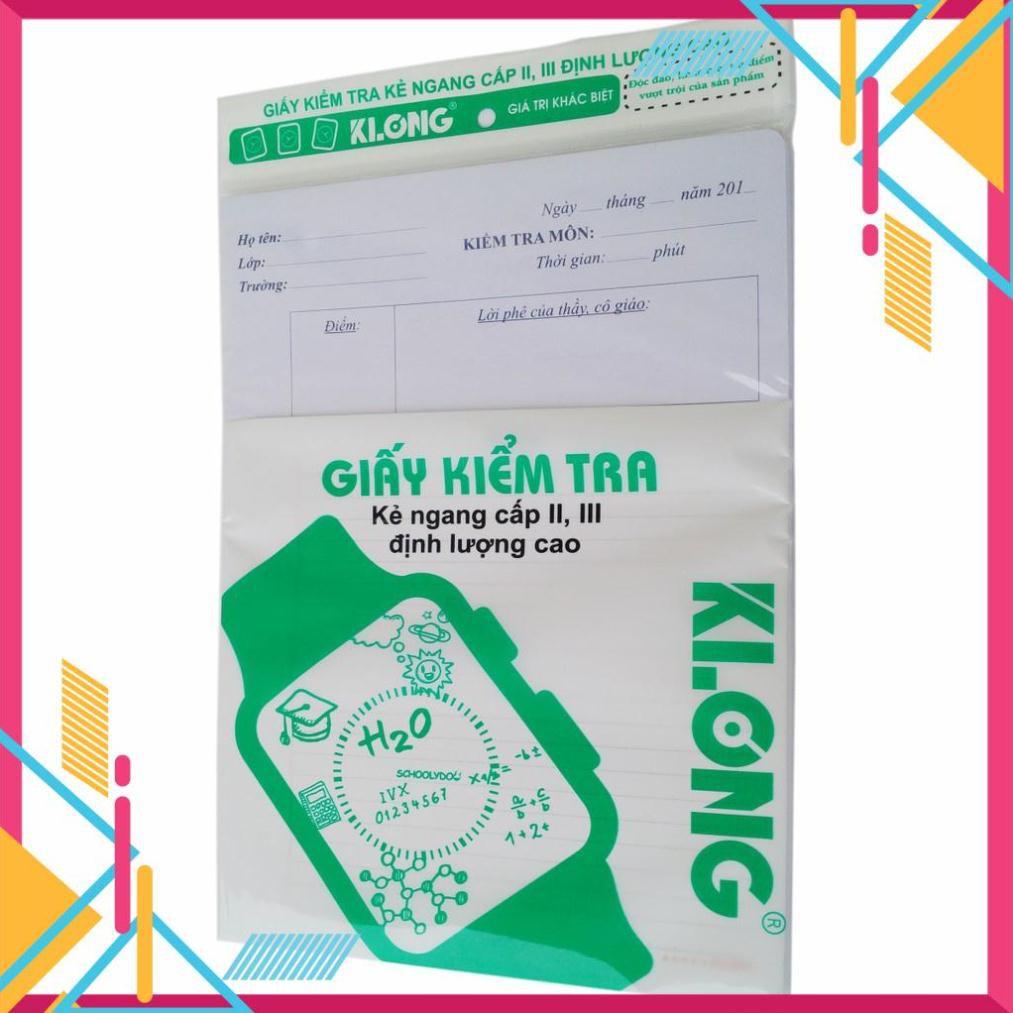 GIẤY KIỂM TRA KẺ NGANG CẤP II, III ĐỊNH LƯỢNG CAO
KLONG®
GIÁ TRỊ KHÁC BIỆT
Độc đáo, điểm
vượt trội của sản phẩm
Ngày tháng năm 201
Họ tên:
KIỂM TRA MÔN:
Lớp:
Thời gian: phút
Trường:
Điểm:
Lời phê của thầy, cô giáo:
GIẤY KIỂM TRA
Kẻ ngang cấp II, III
định lượng cao
KLONG®
H2O
SCHOOLYDOU
IVX
01234567
-b±
a/b + c/b
1+2+